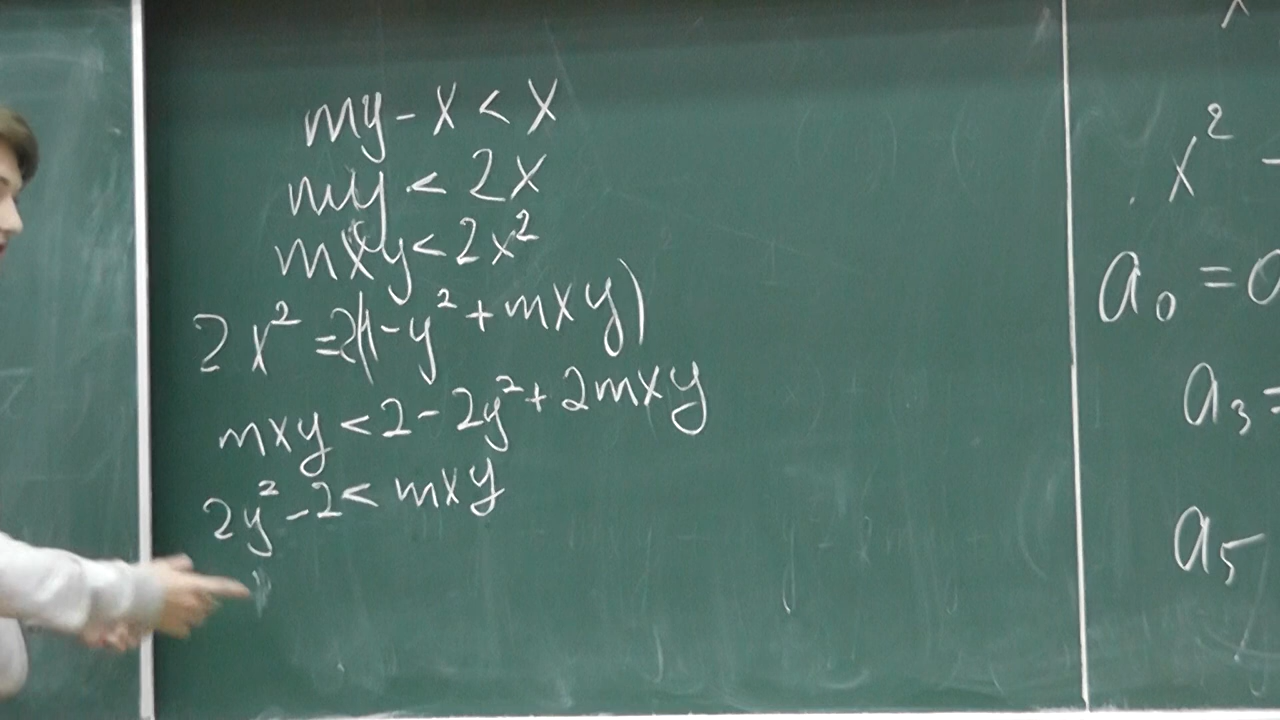 my - x < x
my < 2x
mxy < 2x²
2x² = 2(1 - y² + mxy)
mxy < 2 - 2y² + 2mxy
2y² - 2 < mxy
x² -
a₀ =
a₃ =
a₅